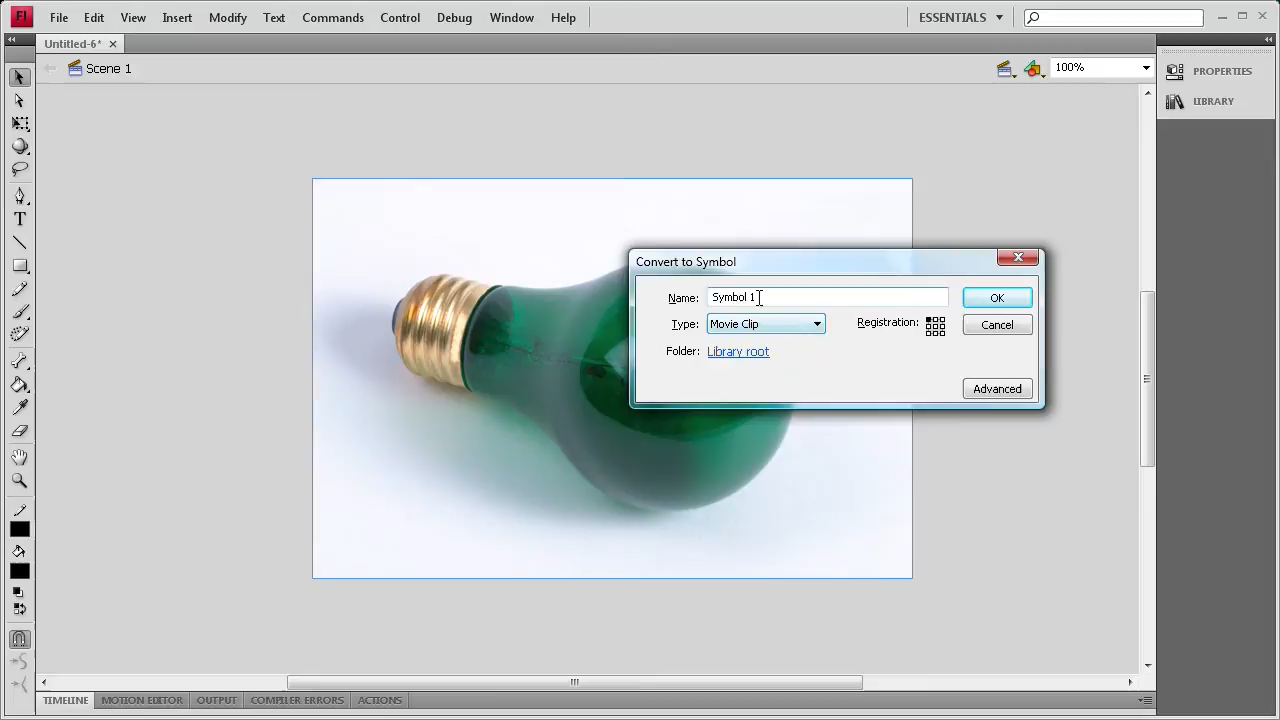 Fl File Edit View Insert Modify Text Commands Control Debug Window Help ESSENTIALS
Untitled-6*
Scene 1 100%
PROPERTIES
LIBRARY
Convert to Symbol
Name: Symbol 1 OK
Type: Movie Clip Registration: Cancel
Folder: Library root
Advanced
TIMELINE MOTION EDITOR OUTPUT COMPILER ERRORS ACTIONS